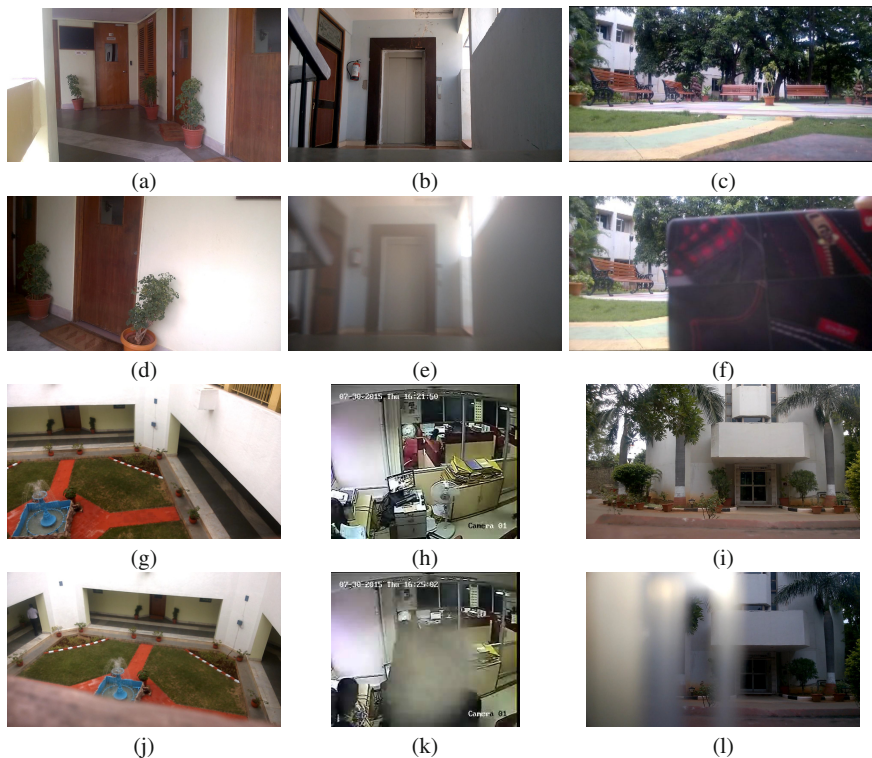 (a) (b) (c)
(d) (e) (f)
07-30-2015 Thu 16:21:50
Camera 01
(g) (h) (i)
07-30-2015 Thu 16:25:02
Camera 01
(j) (k) (l)